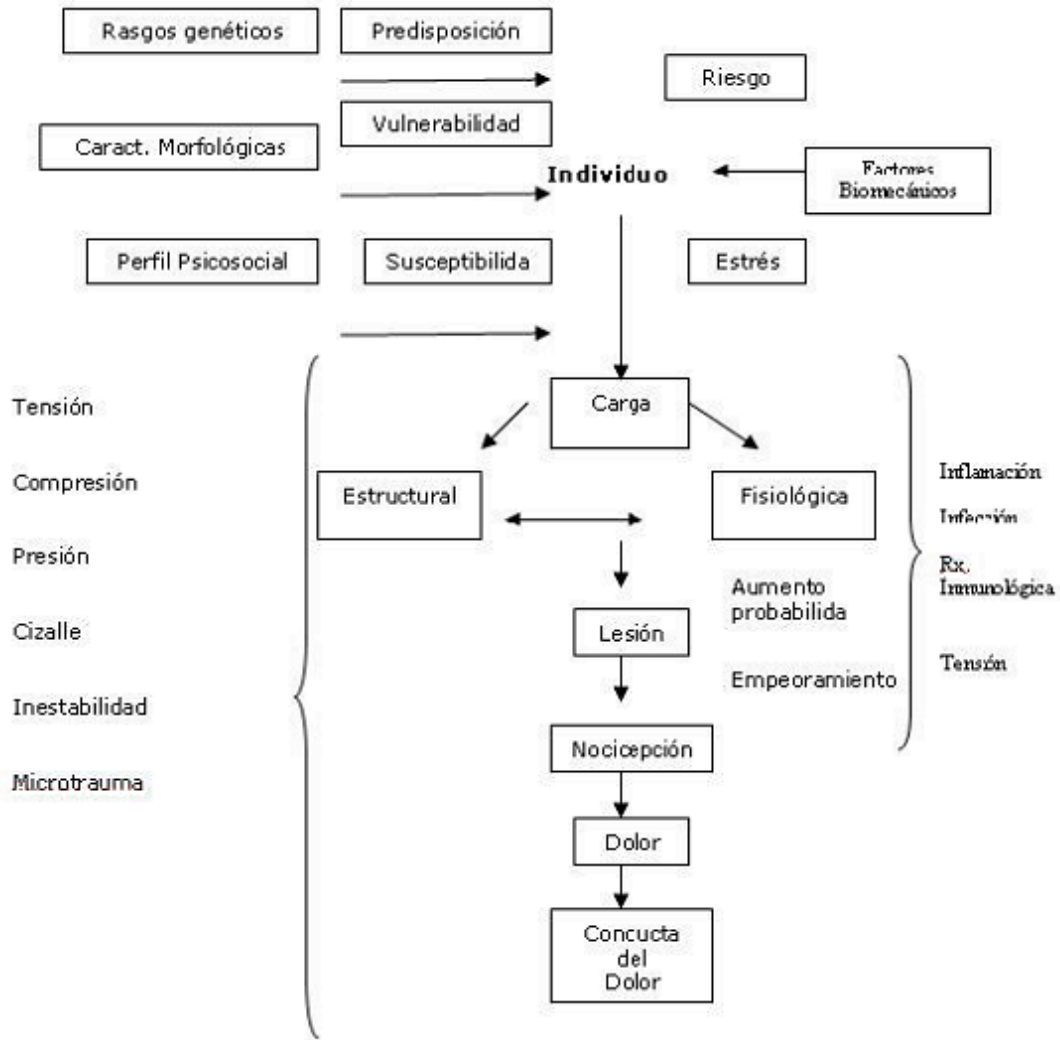 Rasgos genéticos
Predisposición
Riesgo
Vulnerabilidad
Caract. Morfológicas
Individuo
Factores
Biomecánicos
Perfil Psicosocial
Susceptibilida
Estrés
Carga
Tensión
Compresión
Presión
Cizalle
Inestabilidad
Microtrauma
Estructural
Fisiológica
Inflamación
Infección
Rx.
Inmunológica
Tensión
Aumento
probabilida
Empeoramiento
Lesión
Nocicepción
Dolor
Concucta
del
Dolor